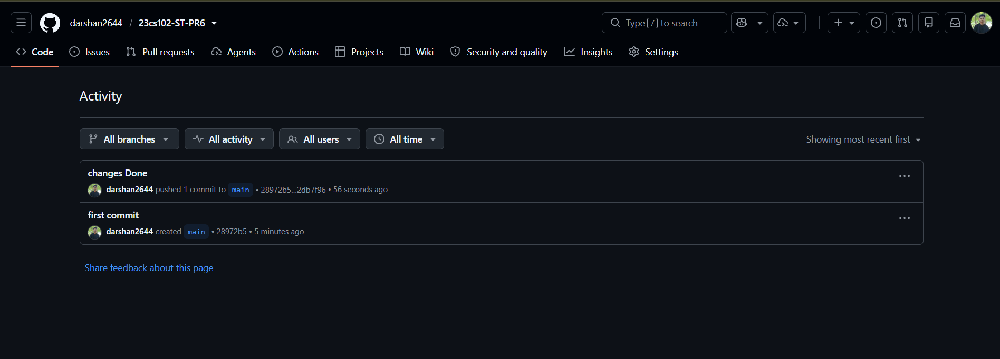 darshan2644 / 23cs102-ST-PR6
Type / to search
Code Issues Pull requests Agents Actions Projects Wiki Security and quality Insights Settings
Activity
All branches All activity All users All time Showing most recent first
changes Done
darshan2644 pushed 1 commit to main • 28972b5...2db7f96 • 56 seconds ago
first commit
darshan2644 created main • 28972b5 • 5 minutes ago
Share feedback about this page